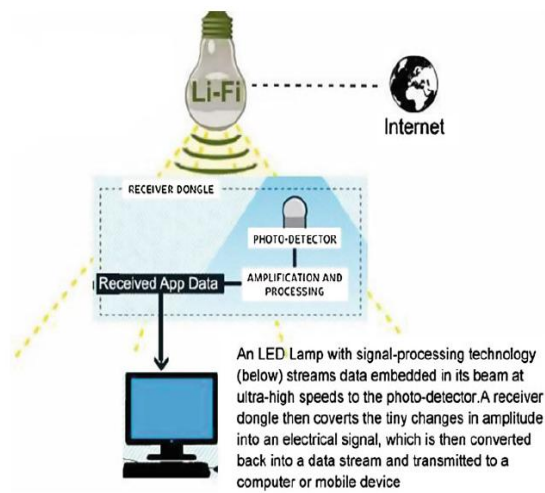 Li-Fi
Internet
RECEIVER DONGLE
PHOTO-DETECTOR
AMPLIFICATION AND
PROCESSING
Received App Data
An LED Lamp with signal-processing technology
(below) streams data embedded in its beam at
ultra-high speeds to the photo-detector.A receiver
dongle then coverts the tiny changes in amplitude
into an electrical signal, which is then converted
back into a data stream and transmitted to a
computer or mobile device